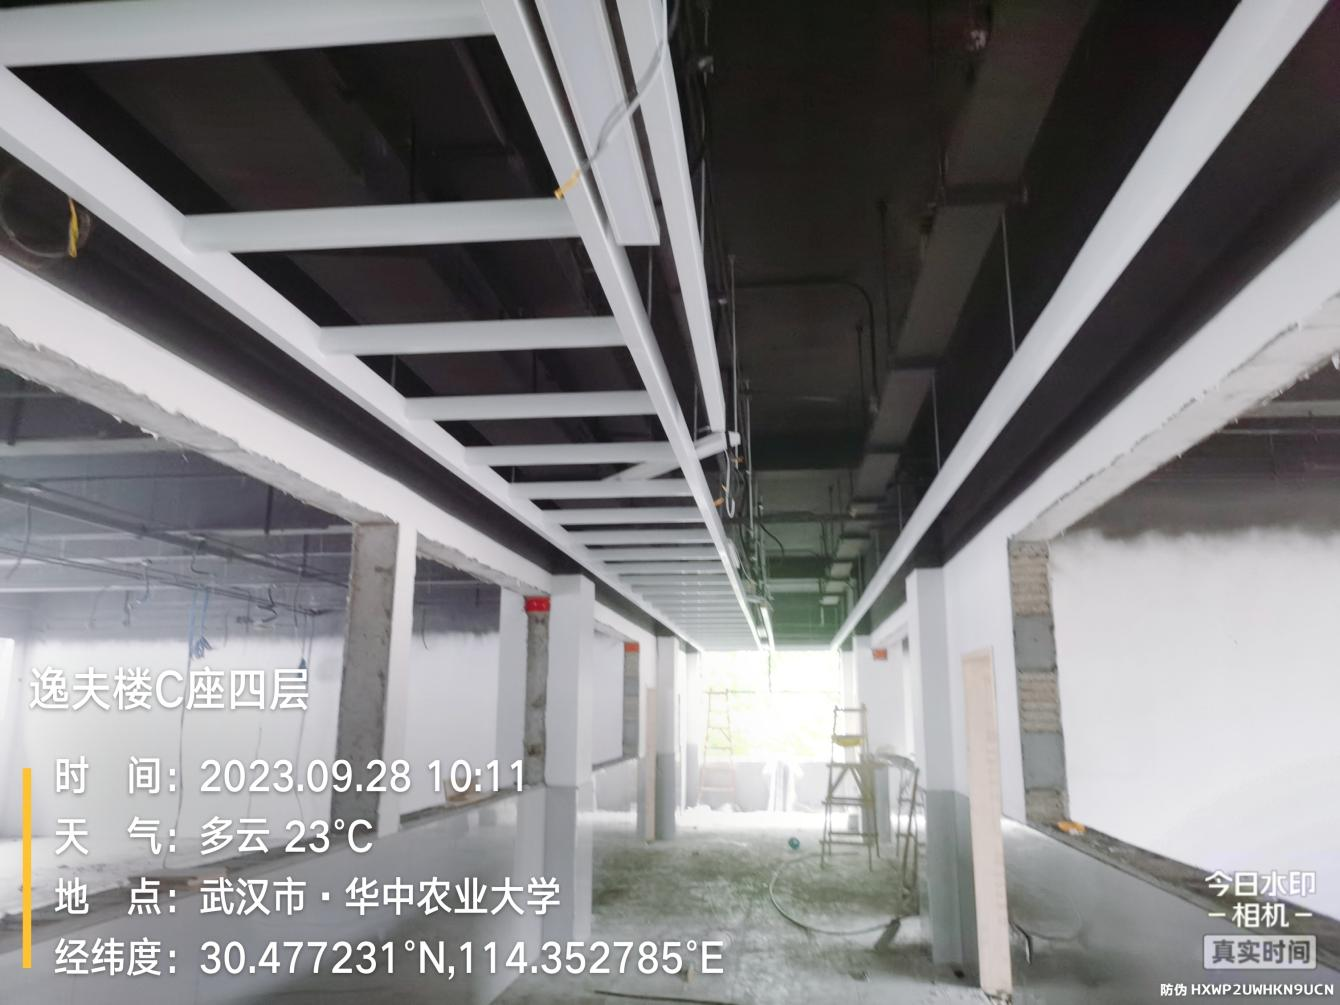 逸夫楼C座四层
时 间：2023.09.28 10:11
天 气：多云 23℃
地 点：武汉市·华中农业大学
经纬度：30.477231°N,114.352785°E
今日水印
-相机-
真实时间
防伪 HXWP2UWHKN9UCN